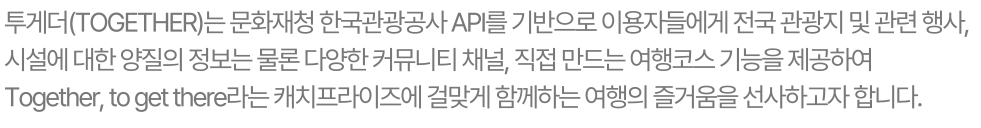 투게더(TOGETHER)는 문화재청 한국관광공사 API를 기반으로 이용자들에게 전국 관광지 및 관련 행사,
시설에 대한 양질의 정보는 물론 다양한 커뮤니티 채널, 직접 만드는 여행코스 기능을 제공하여
Together, to get there라는 캐치프라이즈에 걸맞게 함께하는 여행의 즐거움을 선사하고자 합니다.